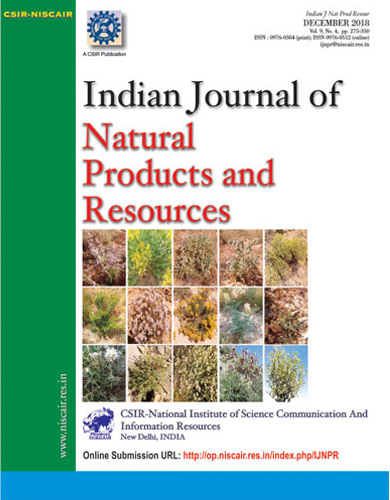 CSIR-NISCAIR
A CSIR Publication
Indian J Nat Prod Resour
DECEMBER 2018
Vol. 9, No. 4, pp. 275-350
ISSN : 0976-0504 (print); ISSN 0976-0512 (online)
ijnpr@niscair.res.in
Indian Journal of
Natural
Products and
Resources
www.niscair.res.in
CSIR-National Institute of Science Communication And
Information Resources
New Delhi, INDIA
Online Submission URL: http://op.niscair.res.in/index.php/IJNPR